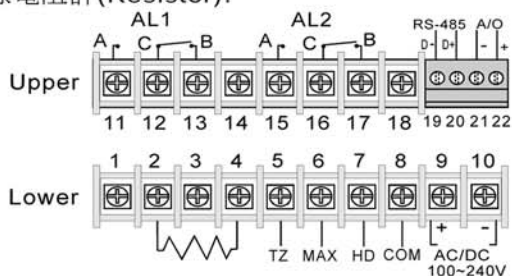 (Resistor).
AL1 AL2 RS-485 A/O
A C B A C B D- D+ - +
Upper
11 12 13 14 15 16 17 18 19 20 21 22
1 2 3 4 5 6 7 8 9 10
Lower
+ -
TZ MAX HD COM AC/DC
100~240V